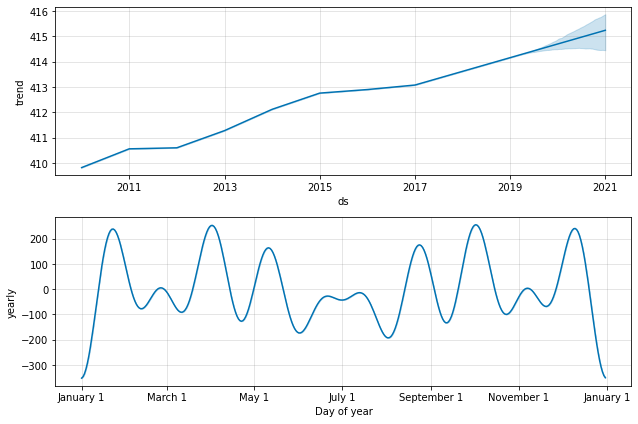 416
415
414
413
412
411
410
trend
2011
2013
2015
2017
2019
2021
ds
200
100
0
−100
−200
−300
yearly
January 1
March 1
May 1
July 1
September 1
November 1
January 1
Day of year